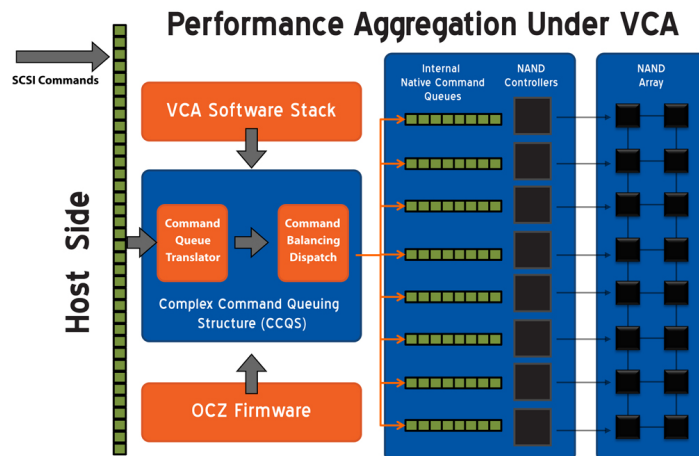 Performance Aggregation Under VCA
SCSI Commands
Host Side
VCA Software Stack
Command
Queue
Translator
Command
Balancing
Dispatch
Complex Command Queuing
Structure (CCQS)
OCZ Firmware
Internal
Native Command
Queues
NAND
Controllers
NAND
Array